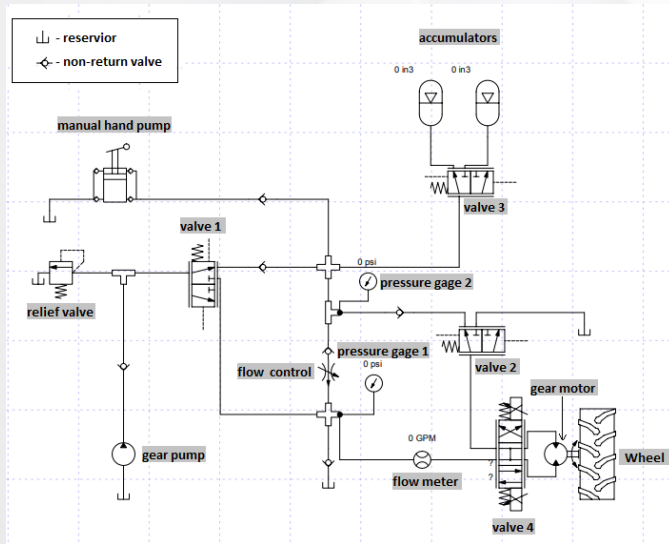 - reservior
- non-return valve
accumulators
0 in3 0 in3
manual hand pump
valve 1
valve 3
0 psi
pressure gage 2
relief valve
pressure gage 1
flow control
0 psi
valve 2
gear motor
0 GPM
gear pump
?
?
flow meter
Wheel
valve 4